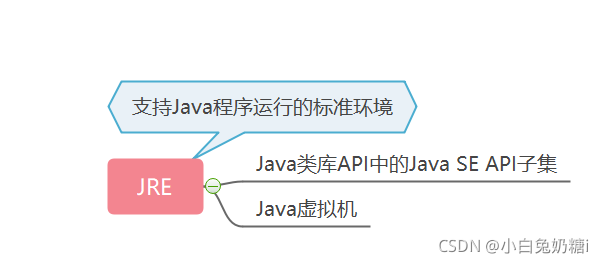 支持Java程序运行的标准环境
Java类库API中的Java SE API子集
JRE
Java虚拟机
CSDN @小白兔奶糖i